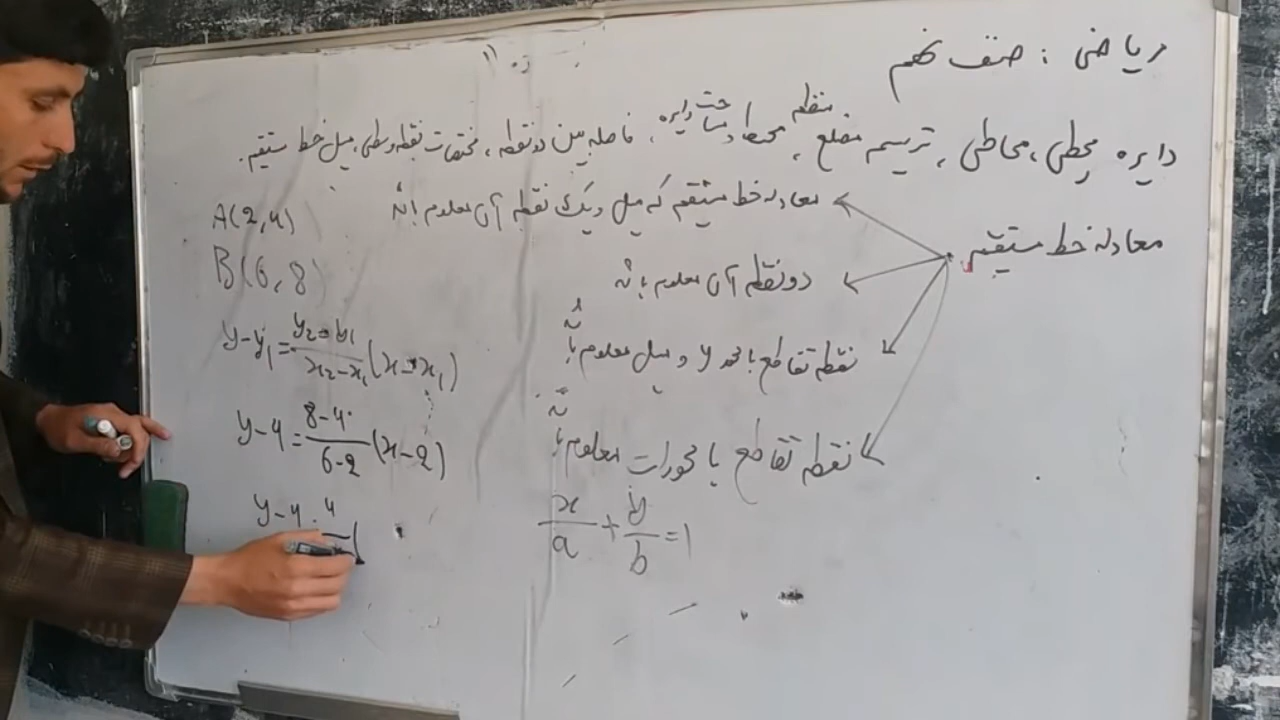 ریاضی : صنف نهم
دایره محیطی، محاطی، ترسیم مضلع منظم، محیط و مساحت دایره، فاصله بین دو نقطه، مختصات نقطه وسطی، میل خط مستقیم.
معادله خط مستقیم
معادله خط مستقیم که میل و یک نقطه آن معلوم باشد
دو نقطه آن معلوم باشد
نقطه تقاطع با محور y و میل معلوم باشد
نقطه تقاطع با محورات معلوم باشد
x/a + y/b = 1
A(2,4)
B(6,8)
y-y₁ = y₂-y₁/x₂-x₁ (x-x₁)
y-4 = 8-4/6-2 (x-2)
y-4 4